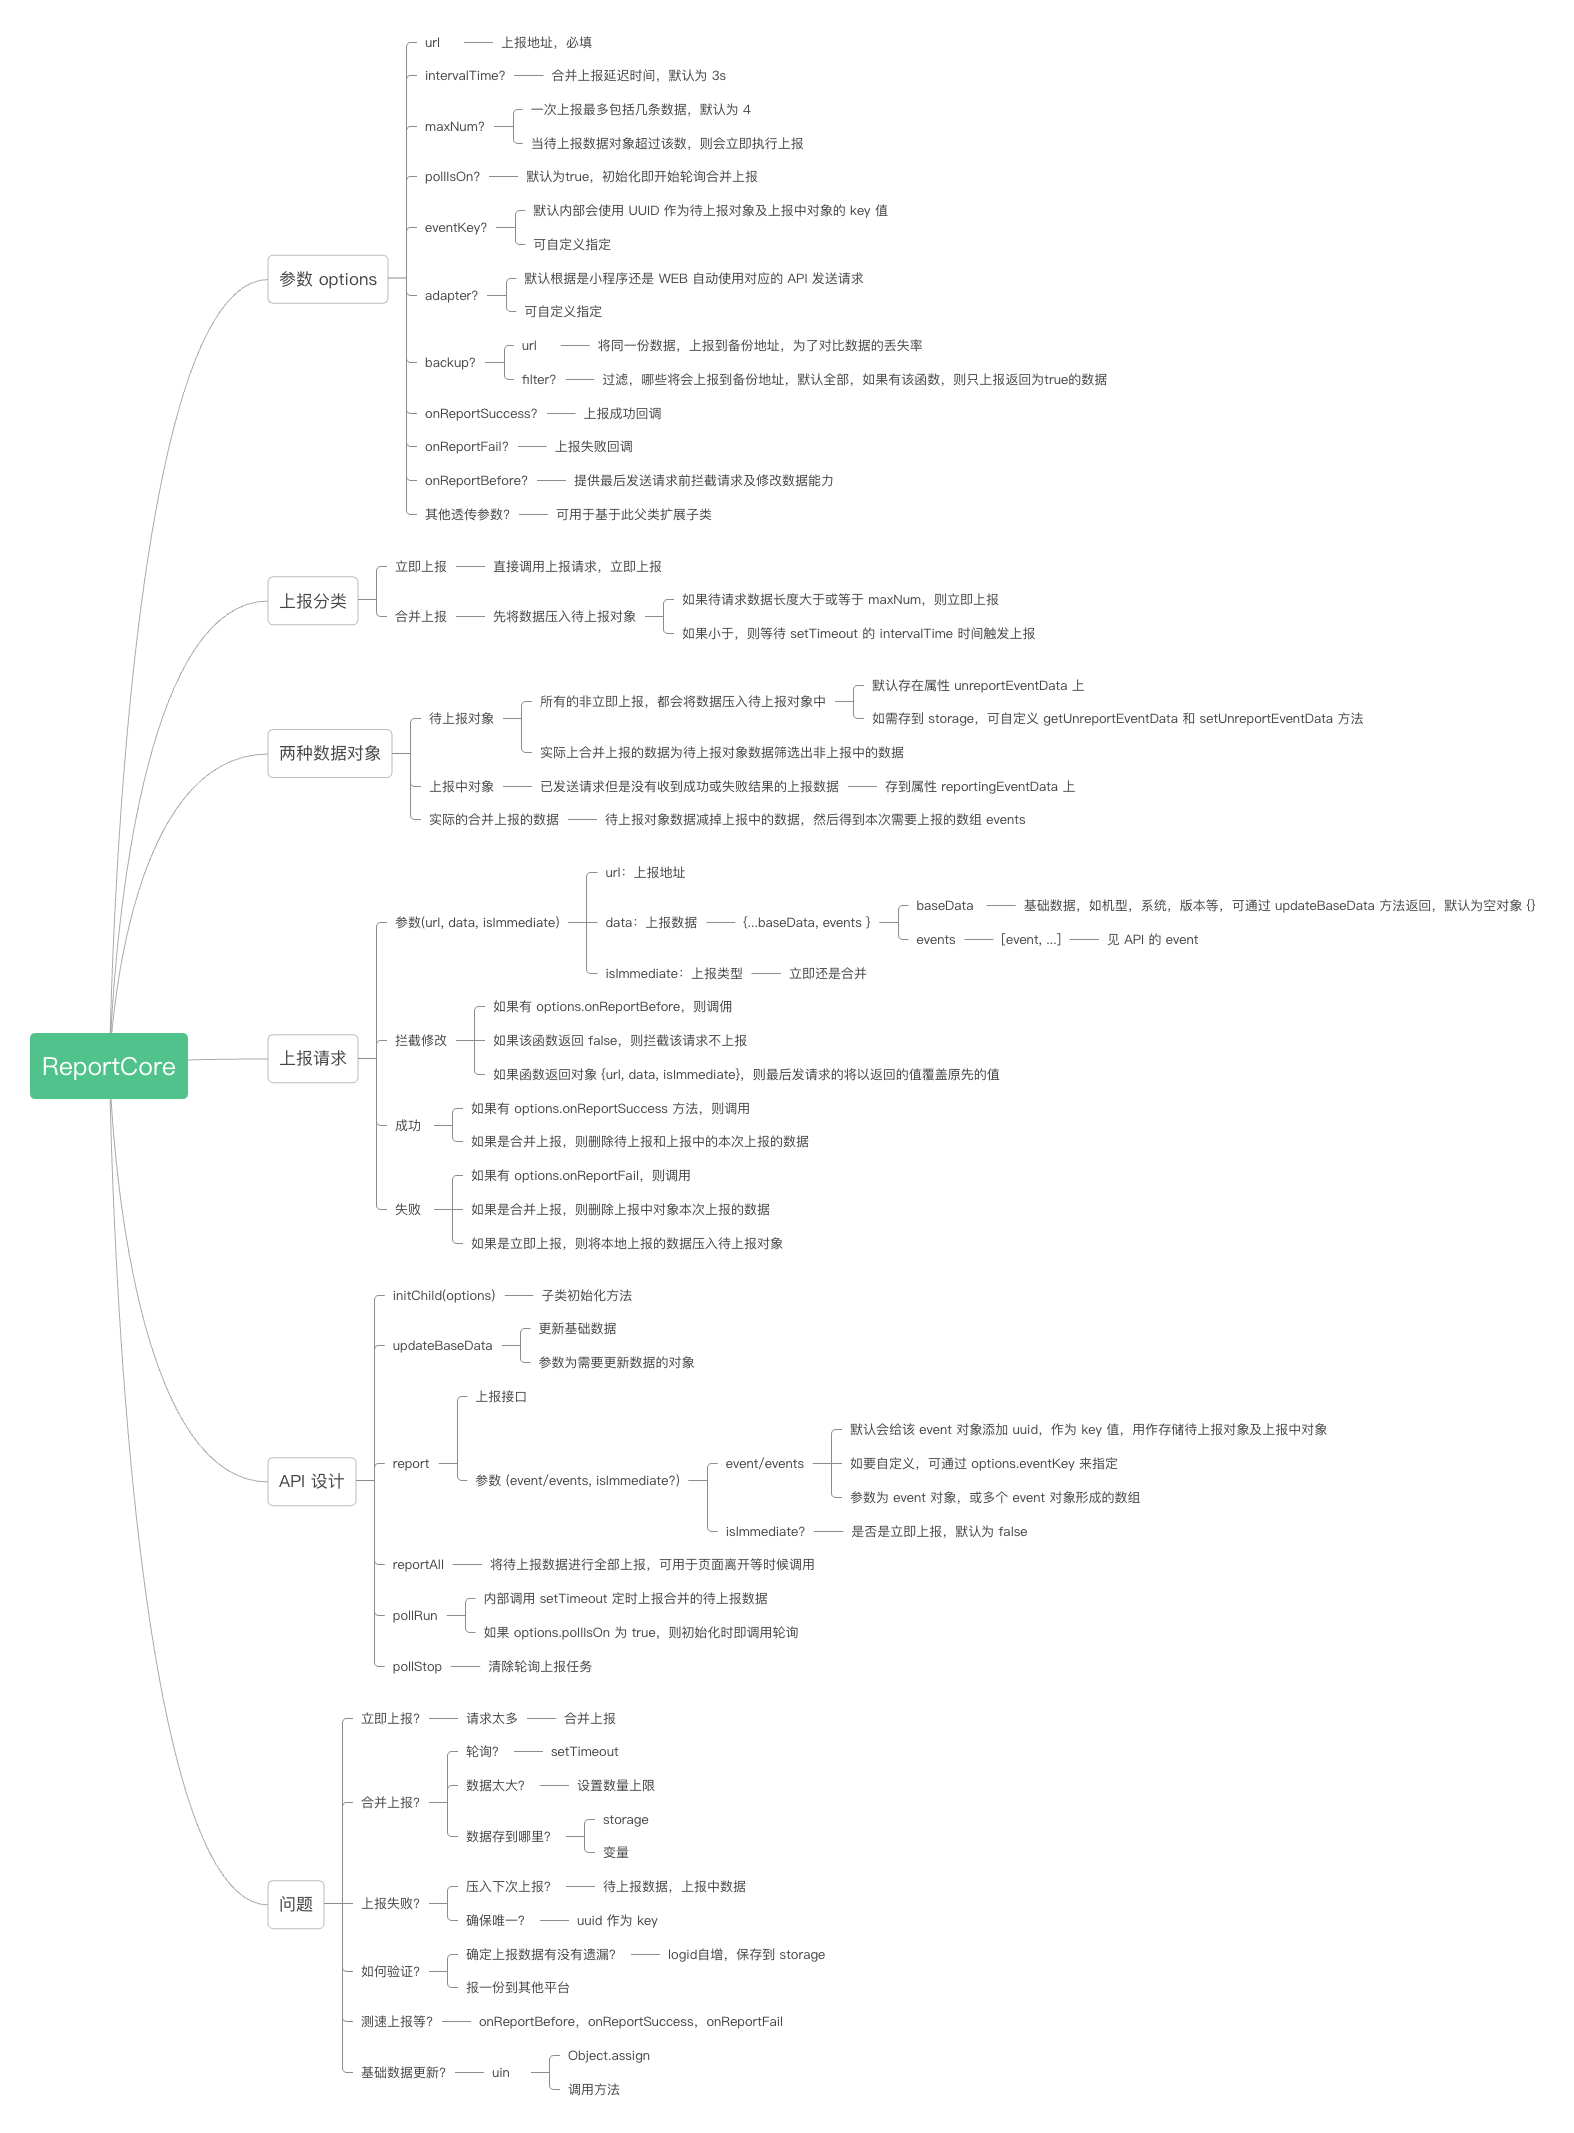 ReportCore
参数 options
url
上报地址，必填
intervalTime?
合并上报延迟时间，默认为 3s
maxNum?
一次上报最多包括几条数据，默认为 4
当待上报数据对象超过该数，则会立即执行上报
pollIsOn?
默认为true，初始化即开始轮询合并上报
eventKey?
默认内部会使用 UUID 作为待上报对象及上报中对象的 key 值
可自定义指定
adapter?
默认根据是小程序还是 WEB 自动使用对应的 API 发送请求
可自定义指定
backup?
url
将同一份数据，上报到备份地址，为了对比数据的丢失率
filter?
过滤，哪些将会上报到备份地址，默认全部，如果有该函数，则只上报返回为true的数据
onReportSuccess?
上报成功回调
onReportFail?
上报失败回调
onReportBefore?
提供最后发送请求前拦截请求及修改数据能力
其他透传参数?
可用于基于此父类扩展子类
上报分类
立即上报
直接调用上报请求，立即上报
合并上报
先将数据压入待上报对象
如果待请求数据长度大于或等于 maxNum，则立即上报
如果小于，则等待 setTimeout 的 intervalTime 时间触发上报
两种数据对象
待上报对象
所有的非立即上报，都会将数据压入待上报对象中
默认存在属性 unreportEventData 上
如需存到 storage，可自定义 getUnreportEventData 和 setUnreportEventData 方法
实际上合并上报的数据为待上报对象数据筛选出非上报中的数据
上报中对象
已发送请求但是没有收到成功或失败结果的上报数据
存到属性 reportingEventData 上
实际的合并上报的数据
待上报对象数据减掉上报中的数据，然后得到本次需要上报的数组 events
上报请求
参数(url, data, isImmediate)
url：上报地址
data：上报数据
{...baseData, events }
baseData
基础数据，如机型，系统，版本等，可通过 updateBaseData 方法返回，默认为空对象 {}
events
[event, ...]
见 API 的 event
isImmediate：上报类型
立即还是合并
拦截修改
如果有 options.onReportBefore，则调佣
如果该函数返回 false，则拦截该请求不上报
如果函数返回对象 {url, data, isImmediate}，则最后发请求的将以返回的值覆盖原先的值
成功
如果有 options.onReportSuccess 方法，则调用
如果是合并上报，则删除待上报和上报中的本次上报的数据
失败
如果有 options.onReportFail，则调用
如果是合并上报，则删除上报中对象本次上报的数据
如果是立即上报，则将本地上报的数据压入待上报对象
API 设计
initChild(options)
子类初始化方法
updateBaseData
更新基础数据
参数为需要更新数据的对象
report
上报接口
参数 (event/events, isImmediate?)
event/events
默认会给该 event 对象添加 uuid，作为 key 值，用作存储待上报对象及上报中对象
如要自定义，可通过 options.eventKey 来指定
参数为 event 对象，或多个 event 对象形成的数组
isImmediate?
是否是立即上报，默认为 false
reportAll
将待上报数据进行全部上报，可用于页面离开等时候调用
pollRun
内部调用 setTimeout 定时上报合并的待上报数据
如果 options.pollIsOn 为 true，则初始化时即调用轮询
pollStop
清除轮询上报任务
问题
立即上报?
请求太多
合并上报
合并上报?
轮询?
setTimeout
数据太大?
设置数量上限
数据存到哪里?
storage
变量
上报失败?
压入下次上报?
待上报数据，上报中数据
确保唯一?
uuid 作为 key
如何验证?
确定上报数据有没有遗漏?
logid自增，保存到 storage
报一份到其他平台
测速上报等?
onReportBefore，onReportSuccess，onReportFail
基础数据更新?
uin
Object.assign
调用方法